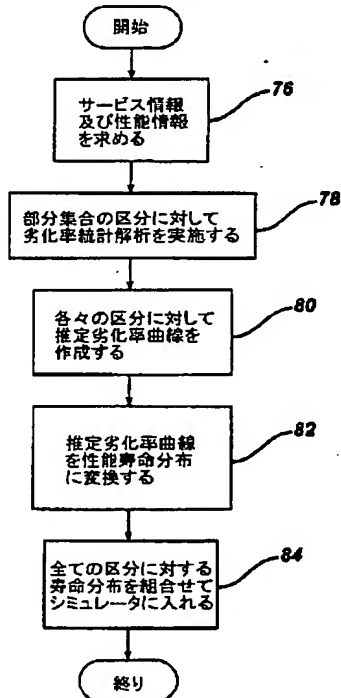 開始
76
サービス情報
及び性能情報
を求める
78
部分集合の区分に対して
劣化率統計解析を実施する
80
各々の区分に対して
推定劣化率曲線を
作成する
82
推定劣化率曲線
を性能寿命分布
に変換する
84
全ての区分に対する
寿命分布を組合せて
シミュレータに入れる
終り